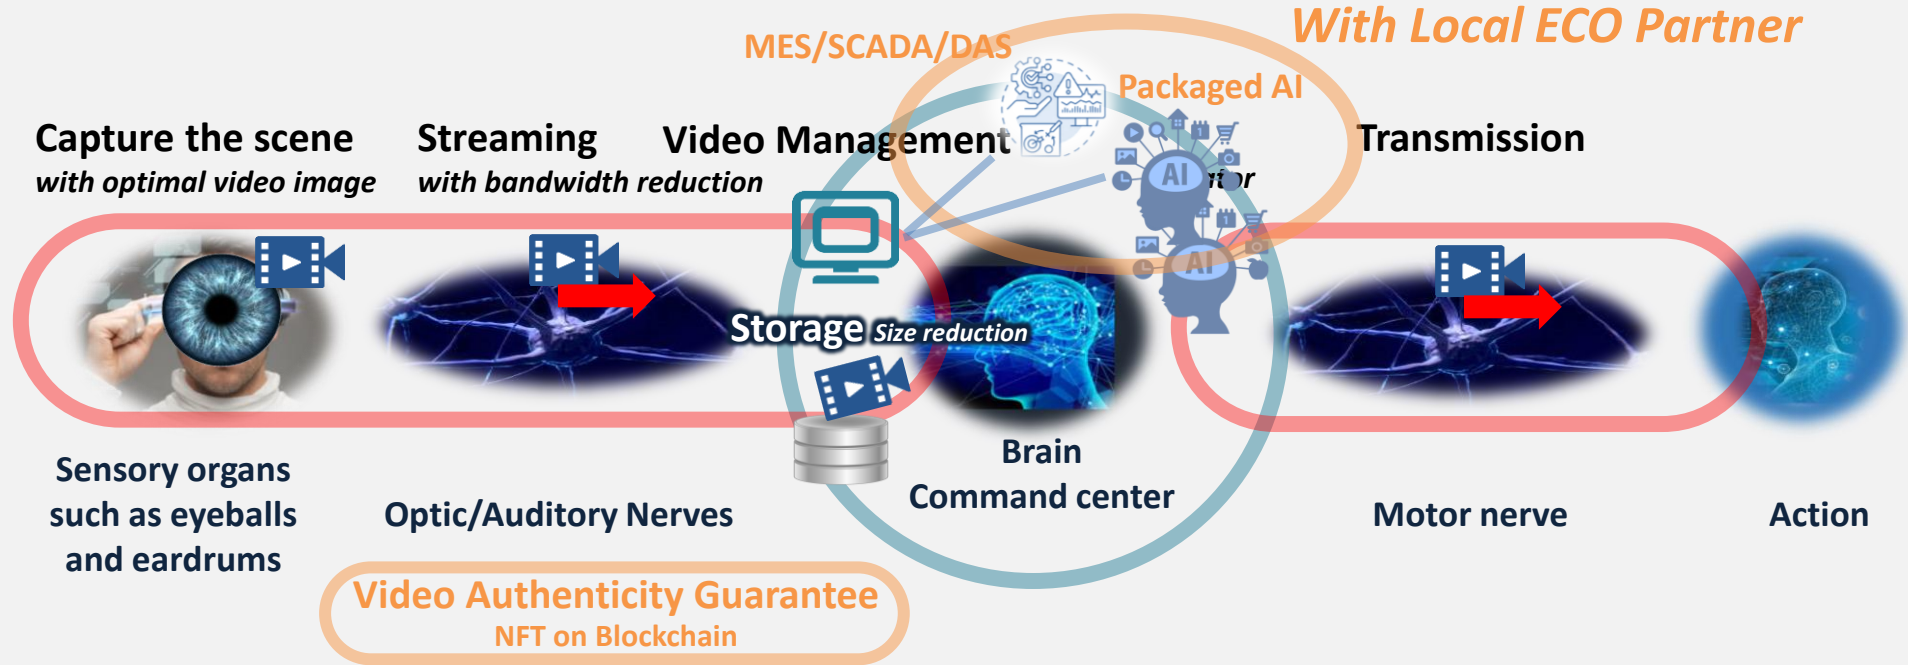 With Local ECO Partner
MES/SCADA/DAS
Packaged AI
Capture the scene
with optimal video image
Streaming
with bandwidth reduction
Video Management
Transmission
AI
AI
Storage Size reduction
Sensory organs
such as eyeballs
and eardrums
Optic/Auditory Nerves
Brain
Command center
Motor nerve
Action
Video Authenticity Guarantee
NFT on Blockchain